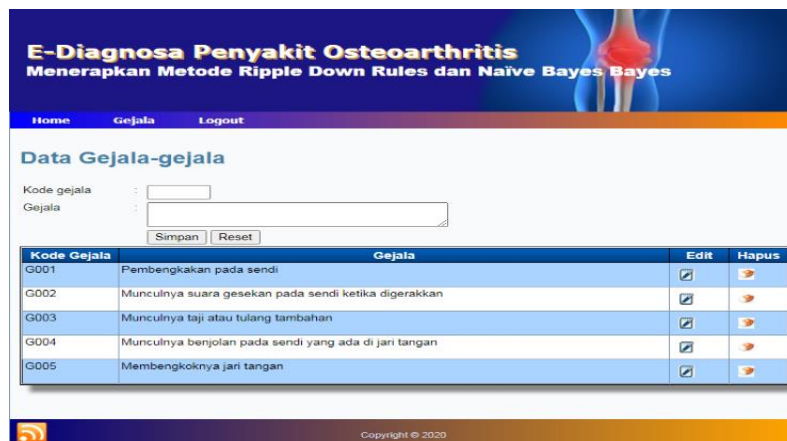 E-Diagnosa Penyakit Osteoarthritis
Menerapkan Metode Ripple Down Rules dan Naïve Bayes Bayes
Home Gejala Logout
Data Gejala-gejala
Kode gejala :
Gejala :
Simpan Reset
Kode Gejala Gejala Edit Hapus
G001 Pembengkakan pada sendi
G002 Munculnya suara gesekan pada sendi ketika digerakkan
G003 Munculnya taji atau tulang tambahan
G004 Munculnya benjolan pada sendi yang ada di jari tangan
G005 Membengkoknya jari tangan
Copyright © 2020